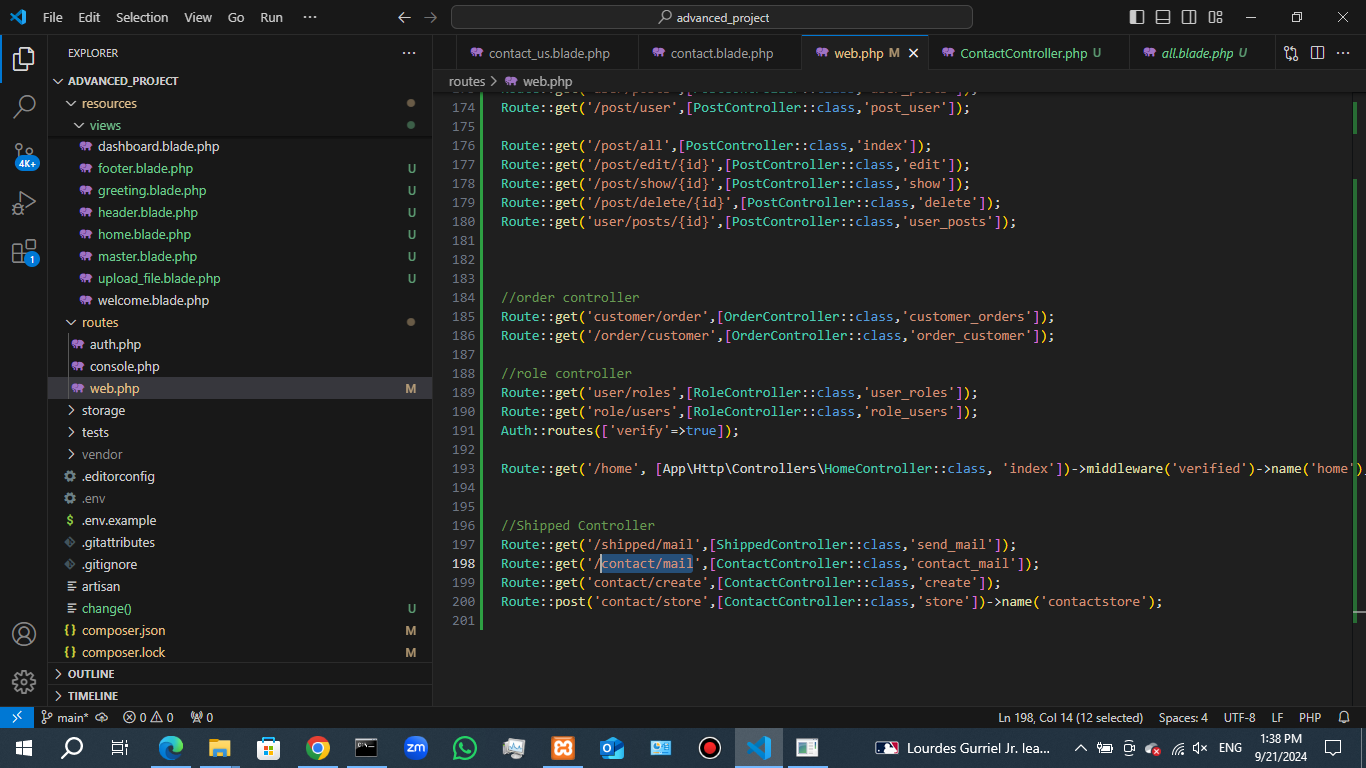 File Edit Selection View Go Run ··· advanced_project
EXPLORER ···
ADVANCED_PROJECT
resources
views
dashboard.blade.php
footer.blade.php U
greeting.blade.php U
header.blade.php U
home.blade.php U
master.blade.php U
upload_file.blade.php U
welcome.blade.php
routes
auth.php
console.php
web.php M
storage
tests
vendor
.editorconfig
.env
$ .env.example
.gitattributes
.gitignore
artisan
change() U
{} composer.json M
{} composer.lock M
OUTLINE
TIMELINE
4K+
1
contact_us.blade.php contact.blade.php web.php M ContactController.php U all.blade.php U ···
routes > web.php
174 Route::get('/post/user',[PostController::class,'post_user']);
175
176 Route::get('/post/all',[PostController::class,'index']);
177 Route::get('/post/edit/{id}',[PostController::class,'edit']);
178 Route::get('/post/show/{id}',[PostController::class,'show']);
179 Route::get('/post/delete/{id}',[PostController::class,'delete']);
180 Route::get('user/posts/{id}',[PostController::class,'user_posts']);
181
182
183
184 //order controller
185 Route::get('customer/order',[OrderController::class,'customer_orders']);
186 Route::get('/order/customer',[OrderController::class,'order_customer']);
187
188 //role controller
189 Route::get('user/roles',[RoleController::class,'user_roles']);
190 Route::get('role/users',[RoleController::class,'role_users']);
191 Auth::routes(['verify'=>true]);
192
193 Route::get('/home', [App\Http\Controllers\HomeController::class, 'index'])->middleware('verified')->name('home');
194
195
196 //Shipped Controller
197 Route::get('/shipped/mail',[ShippedController::class,'send_mail']);
198 Route::get('/contact/mail',[ContactController::class,'contact_mail']);
199 Route::get('contact/create',[ContactController::class,'create']);
200 Route::post('contact/store',[ContactController::class,'store'])->name('contactstore');
201
main* 0 0 0 Ln 198, Col 14 (12 selected) Spaces: 4 UTF-8 LF PHP
zm Lourdes Gurriel Jr. lea... ENG 1:38 PM
9/21/2024